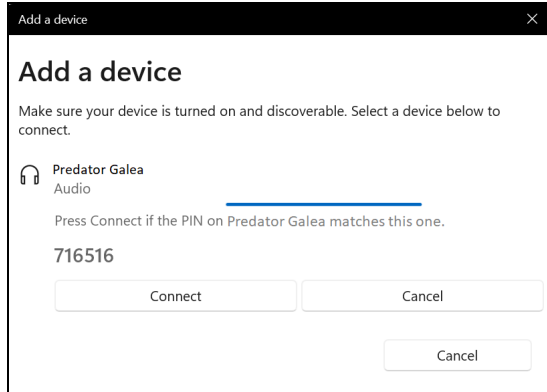 Add a device
Add a device
Make sure your device is turned on and discoverable. Select a device below to
connect.
Predator Galea
Audio
Press Connect if the PIN on Predator Galea matches this one.
716516
Connect Cancel
Cancel